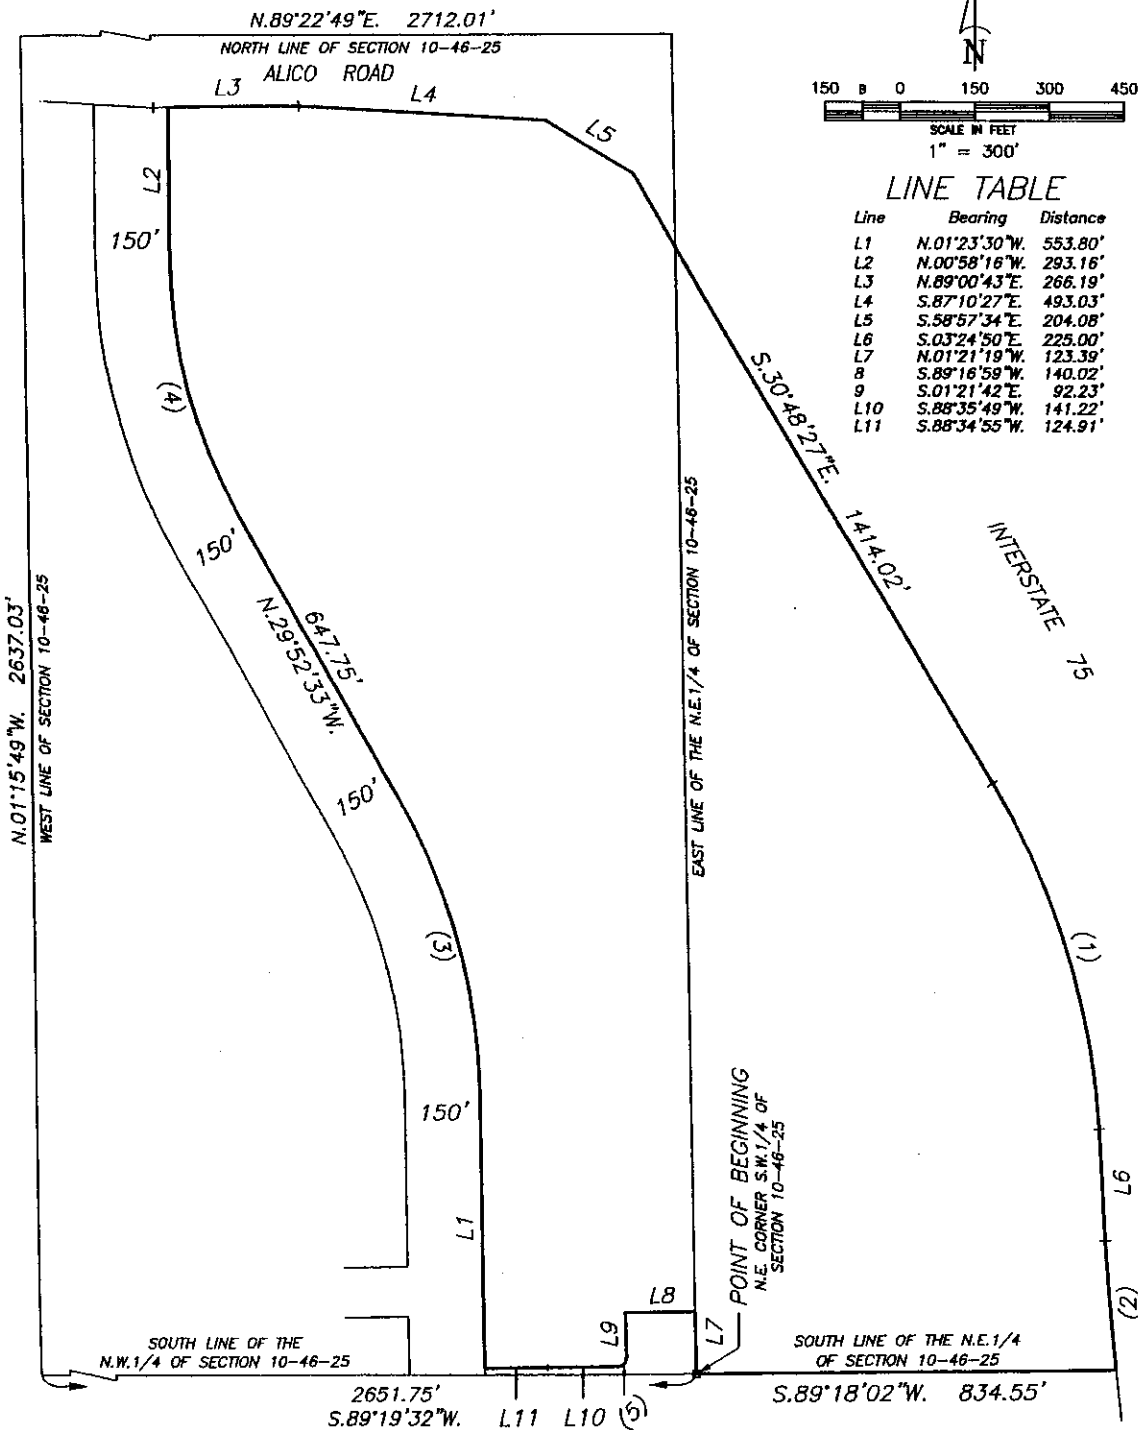 N.89°22'49"E. 2712.01'
NORTH LINE OF SECTION 10-46-25
ALICO ROAD
L3
L4
L5
L2
150'
(4)
150'
647.75'
N.29°52'33"W.
150'
(3)
150'
L1
N.01°15'49"W. 2637.03'
WEST LINE OF SECTION 10-46-25
N
150 B 0 150 300 450
SCALE IN FEET
1" = 300'
LINE TABLE
Line Bearing Distance
L1 N.01°23'30"W. 553.80'
L2 N.00°58'16"W. 293.16'
L3 N.89°00'43"E. 266.19'
L4 S.87°10'27"E. 493.03'
L5 S.58°57'34"E. 204.08'
L6 S.03°24'50"E. 225.00'
L7 N.01°21'19"W. 123.39'
8 S.89°16'59"W. 140.02'
9 S.01°21'42"E. 92.23'
L10 S.88°35'49"W. 141.22'
L11 S.88°34'55"W. 124.91'
S.30°48'27"E. 1414.02'
INTERSTATE 75
EAST LINE OF THE N.E.1/4 OF SECTION 10-46-25
(1)
L6
(2)
POINT OF BEGINNING
N.E. CORNER S.W.1/4 OF
SECTION 10-46-25
L8
L9
L7
SOUTH LINE OF THE
N.W.1/4 OF SECTION 10-46-25
SOUTH LINE OF THE N.E.1/4
OF SECTION 10-46-25
2651.75'
S.89°19'32"W.
L11 L10 (5)
S.89°18'02"W. 834.55'